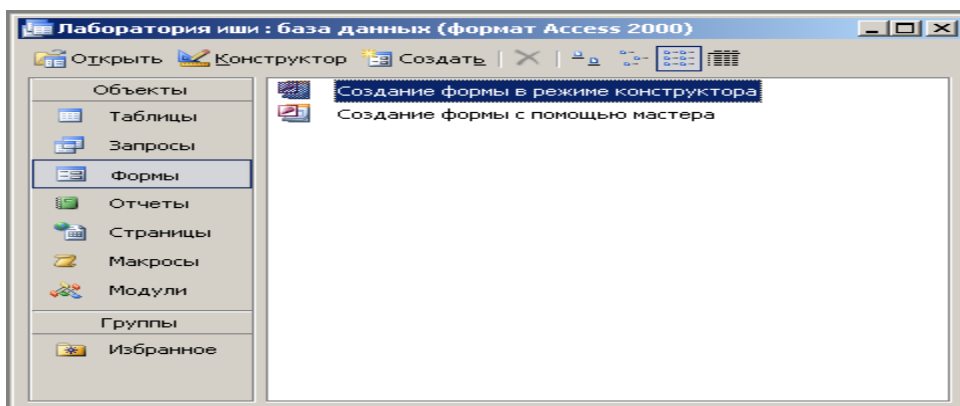 Лаборатория иши : база данных (формат Access 2000)
Открыть Конструктор Создать
Объекты
Таблицы
Запросы
Формы
Отчеты
Страницы
Макросы
Модули
Группы
Избранное
Создание формы в режиме конструктора
Создание формы с помощью мастера